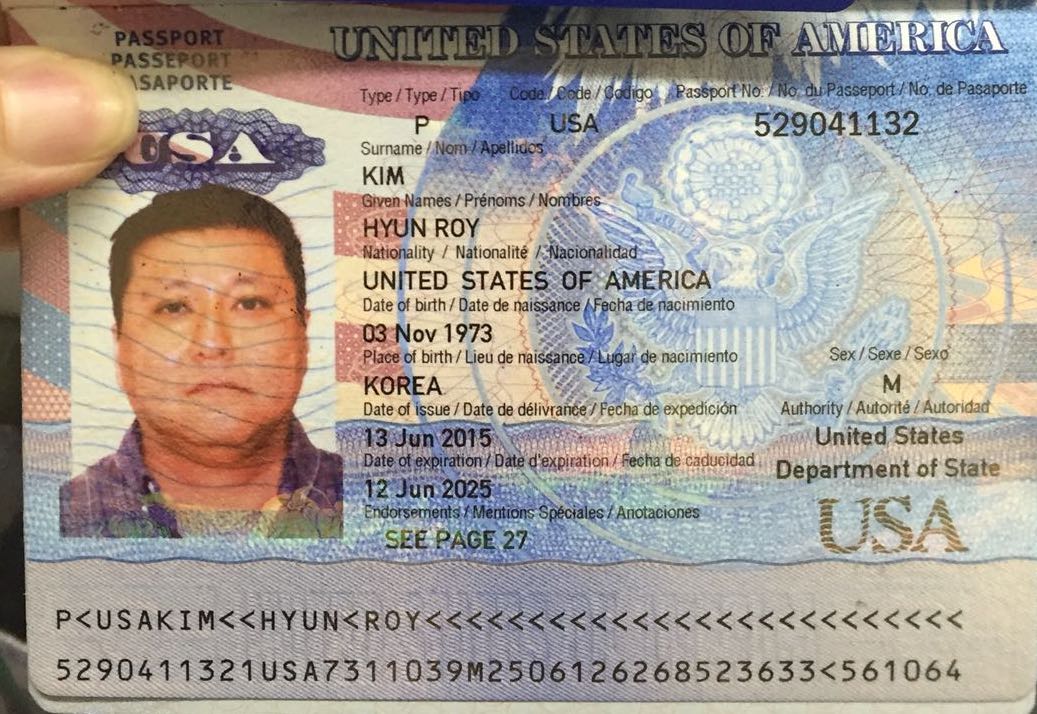 PASSPORT
PASSEPORT
PASAPORTE
UNITED STATES OF AMERICA
USA
Type / Type / Tipo Code / Code / Codigo Passport No. / No. du Passeport / No. de Pasaporte
P USA 529041132
Surname / Nom / Apellidos
KIM
Given Names / Prénoms / Nombres
HYUN ROY
Nationality / Nationalité / Nacionalidad
UNITED STATES OF AMERICA
Date of birth / Date de naissance / Fecha de nacimiento
03 Nov 1973
Place of birth / Lieu de naissance / Lugar de nacimiento Sex / Sexe / Sexo
KOREA M
Date of issue / Date de délivrance / Fecha de expedición Authority / Autorité / Autoridad
13 Jun 2015 United States
Date of expiration / Date d'expiration / Fecha de caducidad Department of State
12 Jun 2025
Endorsements / Mentions Spéciales / Anotaciones USA
SEE PAGE 27
P<USAKIM<<HYUN<ROY<<<<<<<<<<<<<<<<<<<<<<<<<<
5290411321USA7311039M2506126268523633<561064